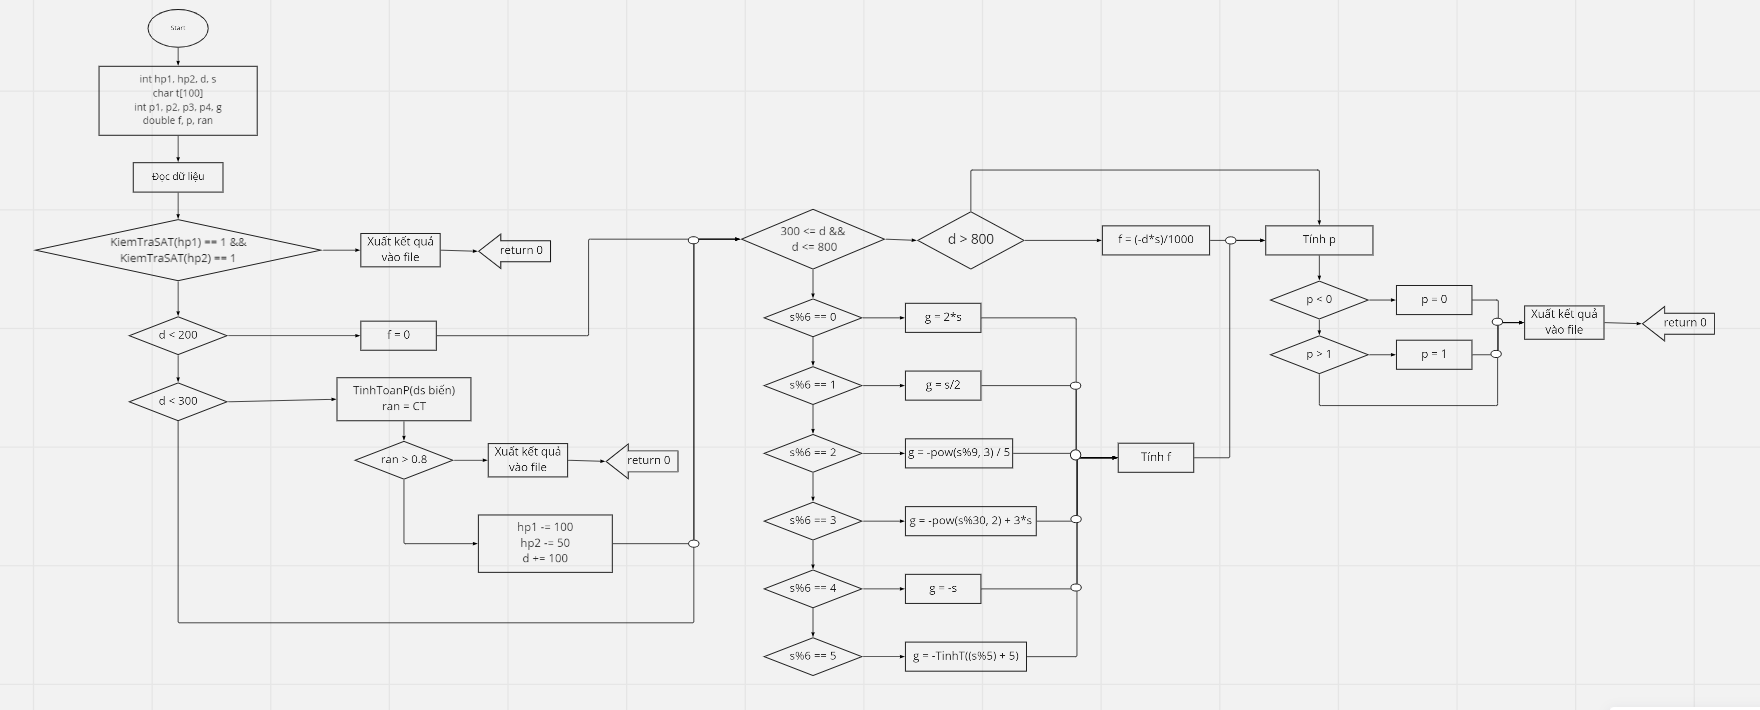 Start
int hp1, hp2, d, s
char t[100]
int p1, p2, p3, p4, g
double f, p, ran
Đọc dữ liệu
KiemTraSAT(hp1) == 1 &&
KiemTraSAT(hp2) == 1
Xuất kết quả
vào file
return 0
d < 200
f = 0
d < 300
TinhToanP(ds biến)
ran = CT
ran > 0.8
Xuất kết quả
vào file
return 0
hp1 -= 100
hp2 -= 50
d += 100
300 <= d &&
d <= 800
d > 800
f = (-d*s)/1000
s%6 == 0
g = 2*s
s%6 == 1
g = s/2
s%6 == 2
g = -pow(s%9, 3) / 5
s%6 == 3
g = -pow(s%30, 2) + 3*s
s%6 == 4
g = -s
s%6 == 5
g = -TinhT((s%5) + 5)
Tính f
Tính p
p < 0
p = 0
p > 1
p = 1
Xuất kết quả
vào file
return 0